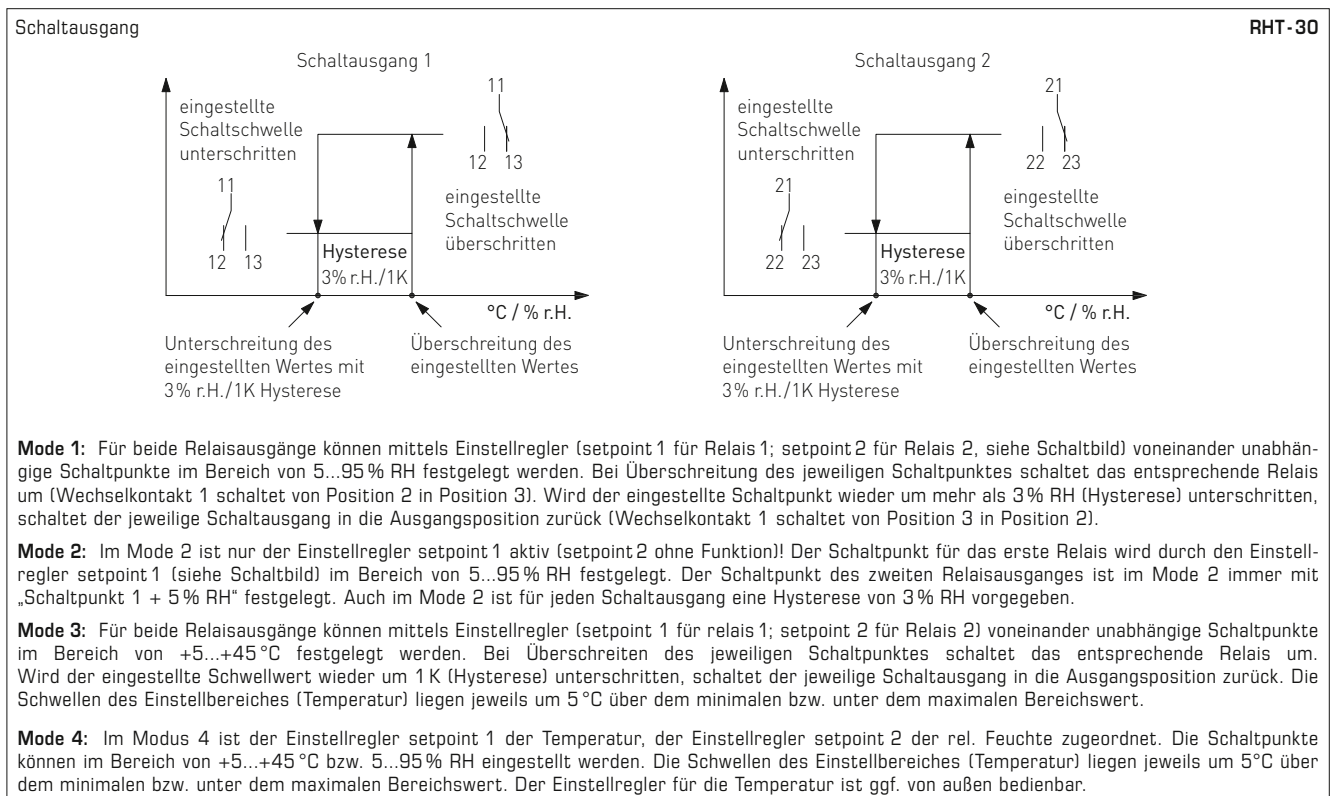 Schaltausgang
RHT-30
Schaltausgang 1
11
eingestellte
Schaltschwelle
unterschritten
12 13
11
eingestellte
Schaltschwelle
überschritten
12 13
Hysterese
3% r.H./1K
°C / % r.H.
Unterschreitung des
eingestellten Wertes mit
3% r.H./1K Hysterese
Überschreitung des
eingestellten Wertes
Schaltausgang 2
21
eingestellte
Schaltschwelle
unterschritten
22 23
21
eingestellte
Schaltschwelle
überschritten
22 23
Hysterese
3% r.H./1K
°C / % r.H.
Unterschreitung des
eingestellten Wertes mit
3% r.H./1K Hysterese
Überschreitung des
eingestellten Wertes
Mode 1: Für beide Relaisausgänge können mittels Einstellregler (setpoint 1 für Relais 1; setpoint 2 für Relais 2, siehe Schaltbild) voneinander unabhän-
gige Schaltpunkte im Bereich von 5...95 % RH festgelegt werden. Bei Überschreitung des jeweiligen Schaltpunktes schaltet das entsprechende Relais
um (Wechselkontakt 1 schaltet von Position 2 in Position 3). Wird der eingestellte Schaltpunkt wieder um mehr als 3 % RH (Hysterese) unterschritten,
schaltet der jeweilige Schaltausgang in die Ausgangsposition zurück (Wechselkontakt 1 schaltet von Position 3 in Position 2).
Mode 2: Im Mode 2 ist nur der Einstellregler setpoint 1 aktiv (setpoint 2 ohne Funktion)! Der Schaltpunkt für das erste Relais wird durch den Einstell-
regler setpoint 1 (siehe Schaltbild) im Bereich von 5...95 % RH festgelegt. Der Schaltpunkt des zweiten Relaisausganges ist im Mode 2 immer mit
„Schaltpunkt 1 + 5 % RH“ festgelegt. Auch im Mode 2 ist für jeden Schaltausgang eine Hysterese von 3 % RH vorgegeben.
Mode 3: Für beide Relaisausgänge können mittels Einstellregler (setpoint 1 für relais 1; setpoint 2 für Relais 2) voneinander unabhängige Schaltpunkte
im Bereich von +5...+45 °C festgelegt werden. Bei Überschreiten des jeweiligen Schaltpunktes schaltet das entsprechende Relais um.
Wird der eingestellte Schwellwert wieder um 1 K (Hysterese) unterschritten, schaltet der jeweilige Schaltausgang in die Ausgangsposition zurück. Die
Schwellen des Einstellbereiches (Temperatur) liegen jeweils um 5 °C über dem minimalen bzw. unter dem maximalen Bereichswert.
Mode 4: Im Modus 4 ist der Einstellregler setpoint 1 der Temperatur, der Einstellregler setpoint 2 der rel. Feuchte zugeordnet. Die Schaltpunkte
können im Bereich von +5...+45 °C bzw. 5...95 % RH eingestellt werden. Die Schwellen des Einstellbereiches (Temperatur) liegen jeweils um 5°C über
dem minimalen bzw. unter dem maximalen Bereichswert. Der Einstellregler für die Temperatur ist ggf. von außen bedienbar.